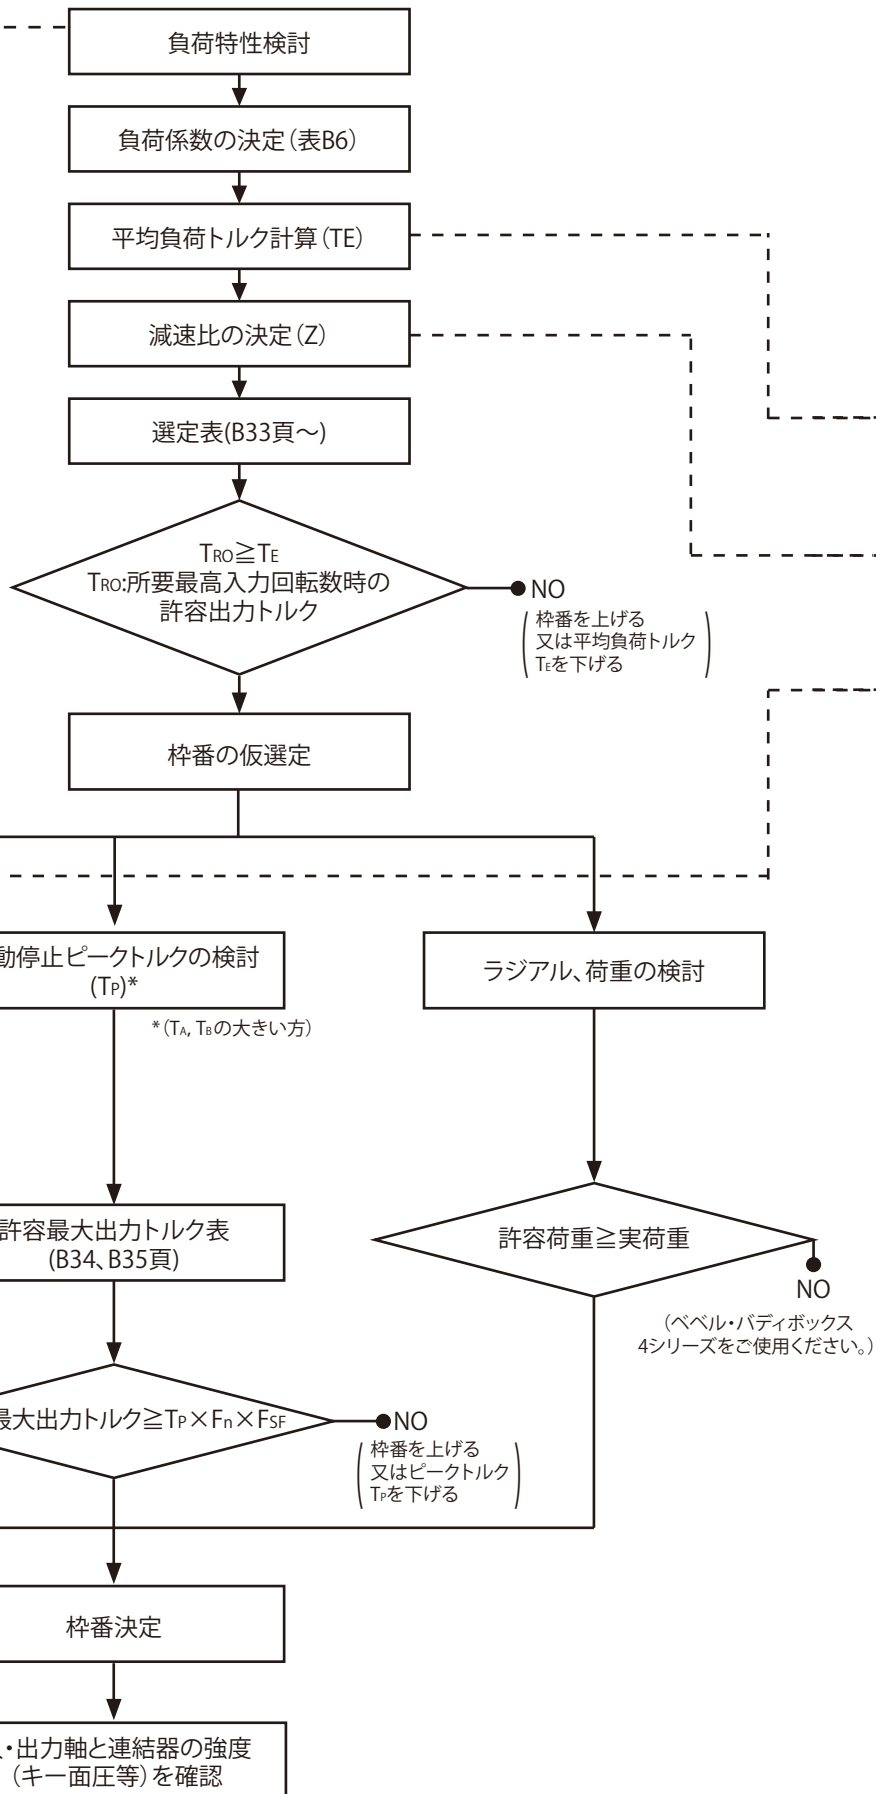 負荷特性検討
負荷係数の決定(表B6)
平均負荷トルク計算(TE)
減速比の決定(Z)
選定表(B33頁～)
TRO≧TE
TRO:所要最高入力回転数時の
許容出力トルク
NO
(枠番を上げる
又は平均負荷トルク
TEを下げる)
枠番の仮選定
動停止ピークトルクの検討
(TP)*
*(TA, TBの大きい方)
ラジアル、荷重の検討
許容最大出力トルク表
(B34、B35頁)
許容荷重≧実荷重
NO
(ベベル・バディボックス
4シリーズをご使用ください。)
最大出力トルク≧TP×Fn×FSF
NO
(枠番を上げる
又はピークトルク
TPを下げる)
枠番決定
・出力軸と連結器の強度
(キー面圧等)を確認